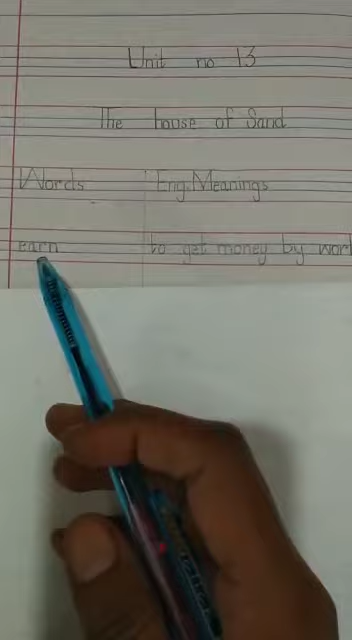 Unit no 13
The house of Sand
Words Eng.Meanings
earn to get money by work